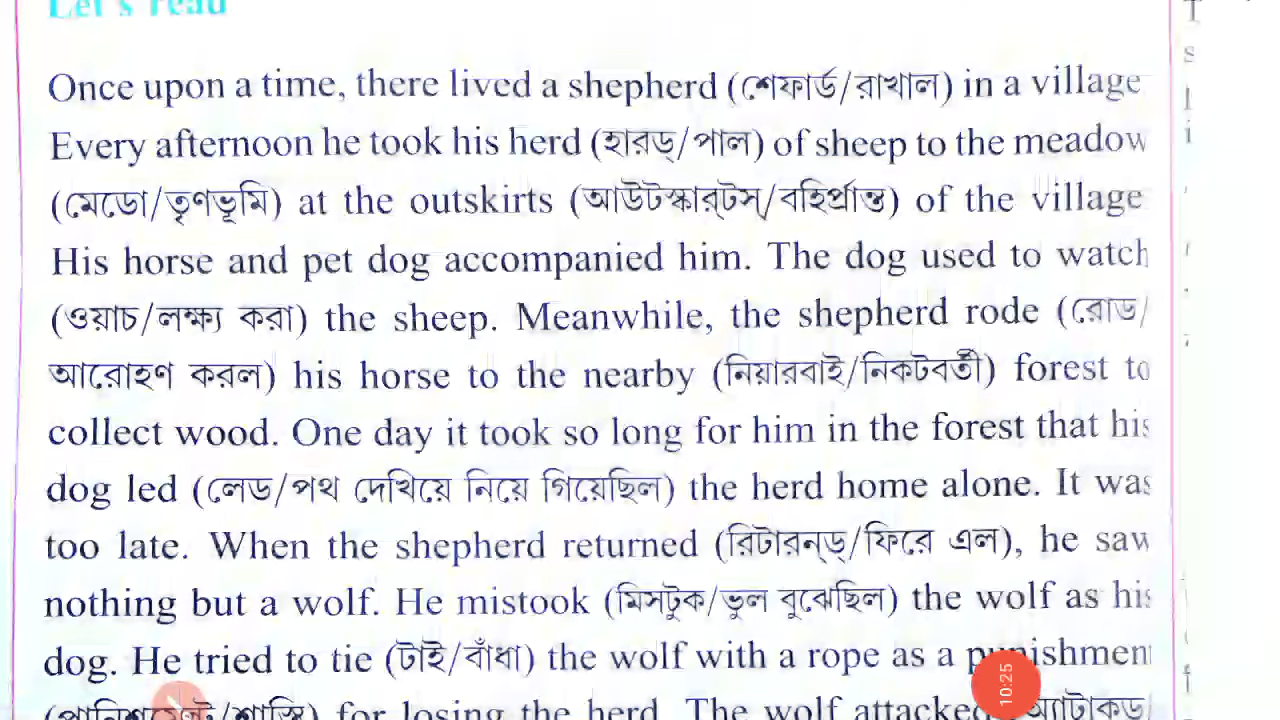 Let's read
Once upon a time, there lived a shepherd (শেফার্ড/রাখাল) in a village
Every afternoon he took his herd (হারড্/পাল) of sheep to the meadow
(মেডো/তৃণভূমি) at the outskirts (আউটস্কার্টস্/বহির্প্রান্ত) of the village
His horse and pet dog accompanied him. The dog used to watch
(ওয়াচ/লক্ষ্য করা) the sheep. Meanwhile, the shepherd rode (রোড/
আরোহণ করল) his horse to the nearby (নিয়ারবাই/নিকটবর্তী) forest to
collect wood. One day it took so long for him in the forest that his
dog led (লেড/পথ দেখিয়ে নিয়ে গিয়েছিল) the herd home alone. It was
too late. When the shepherd returned (রিটারন্ড্/ফিরে এল), he saw
nothing but a wolf. He mistook (মিসটুক/ভুল বুঝেছিল) the wolf as his
dog. He tried to tie (টাই/বাঁধা) the wolf with a rope as a punishmen
(পানিশমেন্ট/শাস্তি) for losing the herd. The wolf attacked অ্যাটাকড্/
10:25